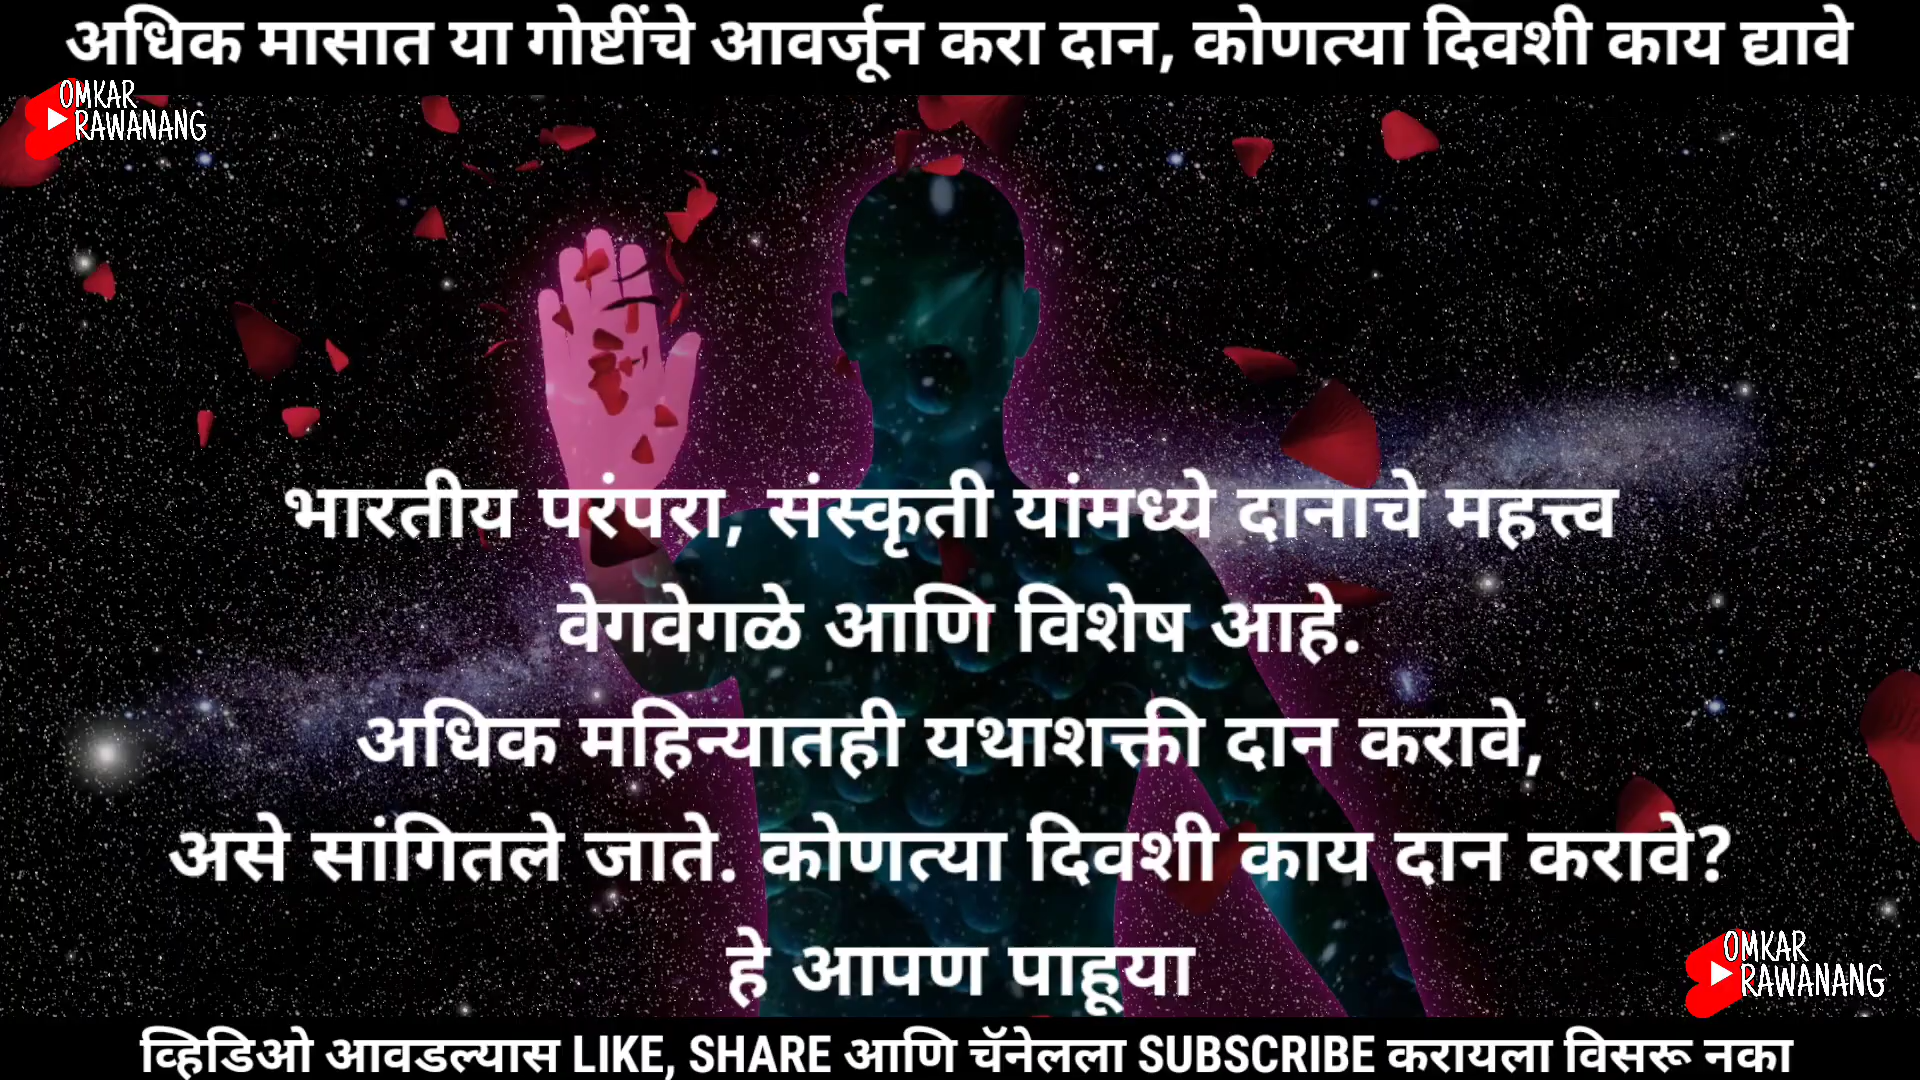 अधिक मासात या गोष्टींचे आवर्जून करा दान, कोणत्या दिवशी काय द्यावे
OMKAR
RAWANANG
भारतीय परंपरा, संस्कृती यांमध्ये दानाचे महत्त्व
वेगवेगळे आणि विशेष आहे.
अधिक महिन्यातही यथाशक्ती दान करावे,
असे सांगितले जाते. कोणत्या दिवशी काय दान करावे?
हे आपण पाहूया
OMKAR
RAWANANG
व्हिडिओ आवडल्यास LIKE, SHARE आणि चॅनेलला SUBSCRIBE करायला विसरू नका